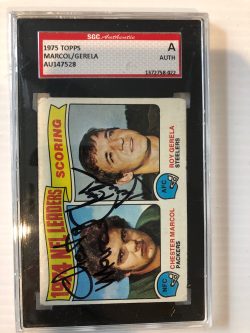 SGC Authentic
1975 TOPPS
MARCOL/GERELA
AU147528
A
AUTH
1372758-022
1974 NFL LEADERS
SCORING
ROY GERELA
STEELERS
AFC
CHESTER MARCOL
PACKERS
NFC